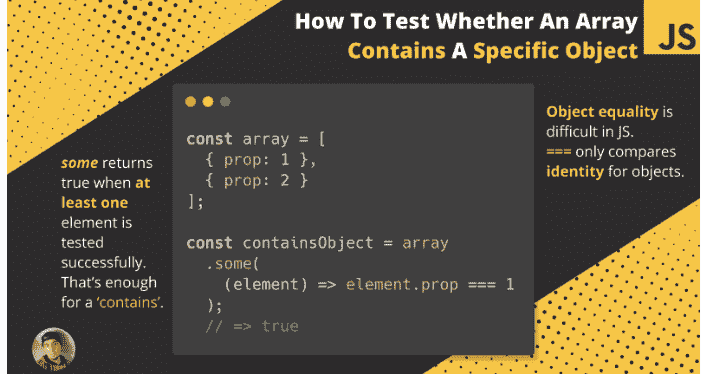 How To Test Whether An Array
Contains A Specific Object
JS
some returns
true when at
least one
element is
tested
successfully.
That's enough
for a 'contains'.
const array = [
{ prop: 1 },
{ prop: 2 }
];
const containsObject = array
.some(
(element) => element.prop === 1
);
// => true
Object equality is
difficult in JS.
=== only compares
identity for objects.